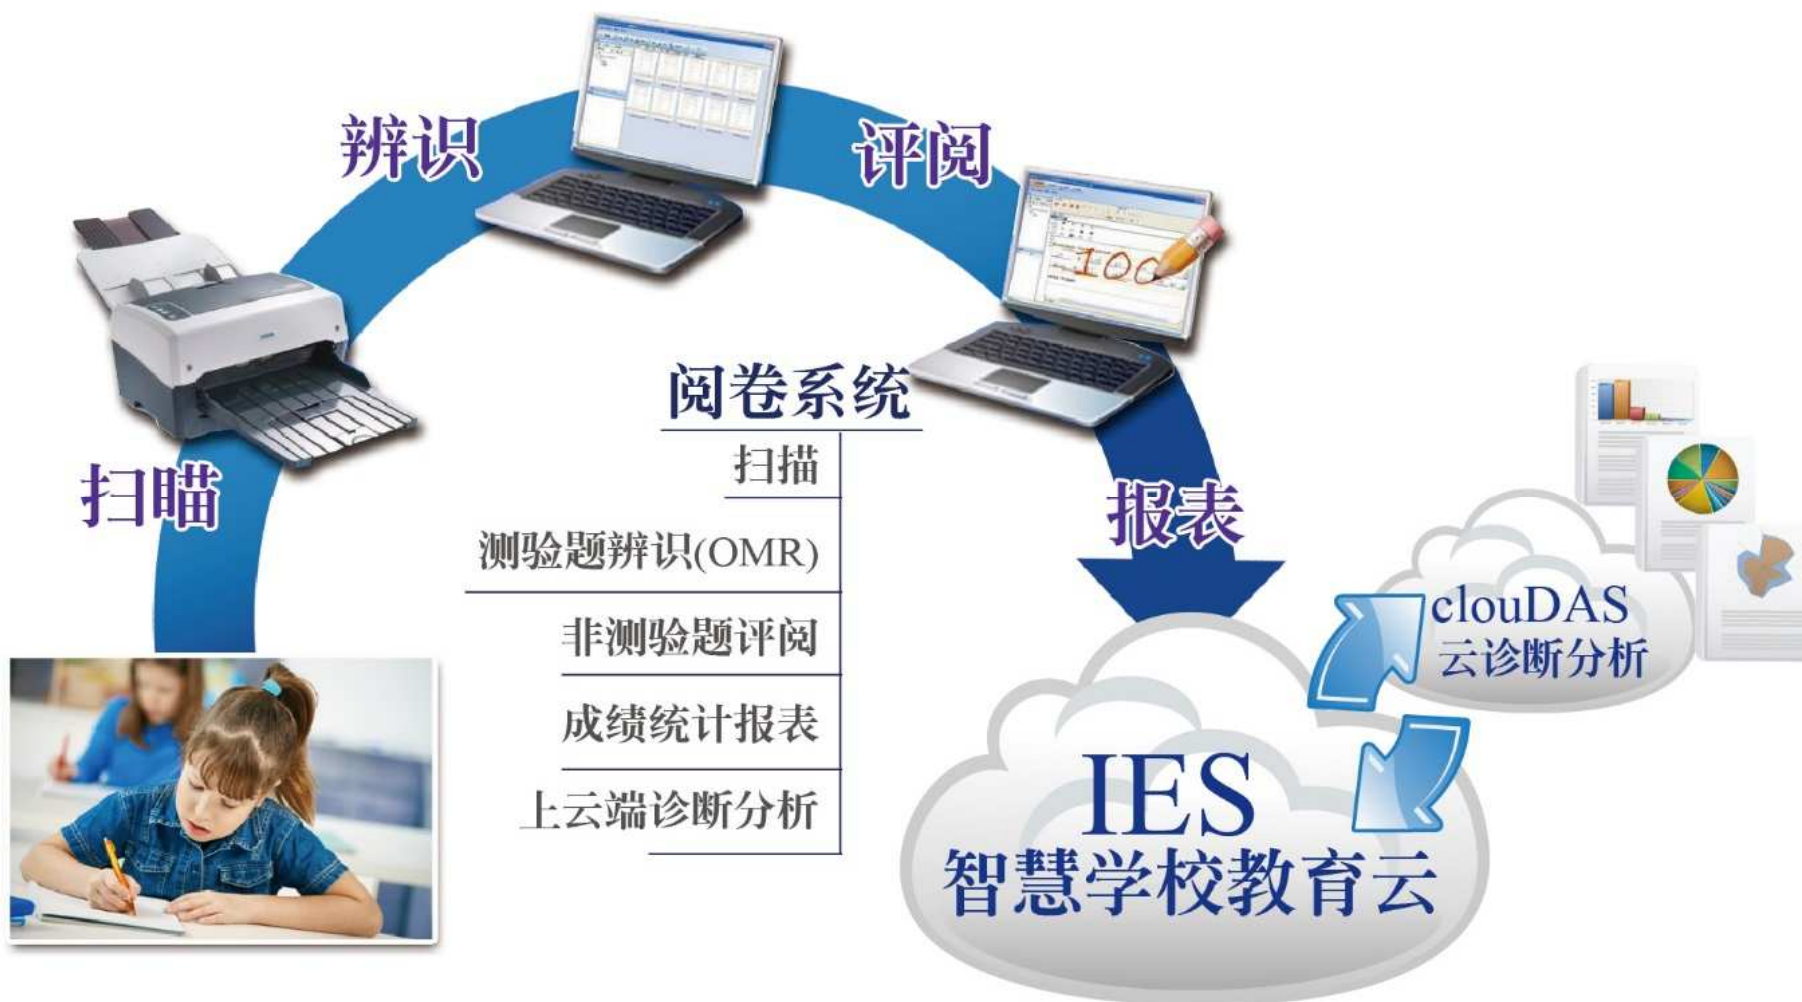 辨识
评阅
扫瞄
100
阅卷系统
扫描
测验题辨识(OMR)
非测验题评阅
成绩统计报表
上云端诊断分析
报表
clouDAS
云诊断分析
IES
智慧学校教育云